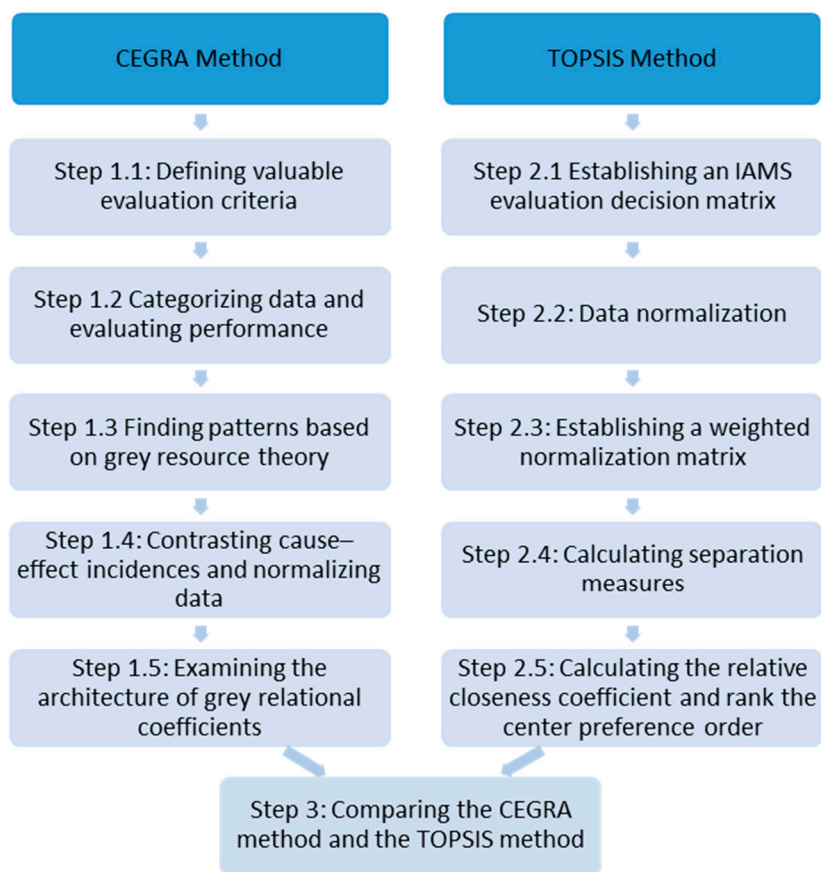 CEGRA Method
Step 1.1: Defining valuable
evaluation criteria
Step 1.2 Categorizing data and
evaluating performance
Step 1.3 Finding patterns based
on grey resource theory
Step 1.4: Contrasting cause–
effect incidences and normalizing
data
Step 1.5: Examining the
architecture of grey relational
coefficients
TOPSIS Method
Step 2.1 Establishing an IAMS
evaluation decision matrix
Step 2.2: Data normalization
Step 2.3: Establishing a weighted
normalization matrix
Step 2.4: Calculating separation
measures
Step 2.5: Calculating the relative
closeness coefficient and rank the
center preference order
Step 3: Comparing the CEGRA
method and the TOPSIS method